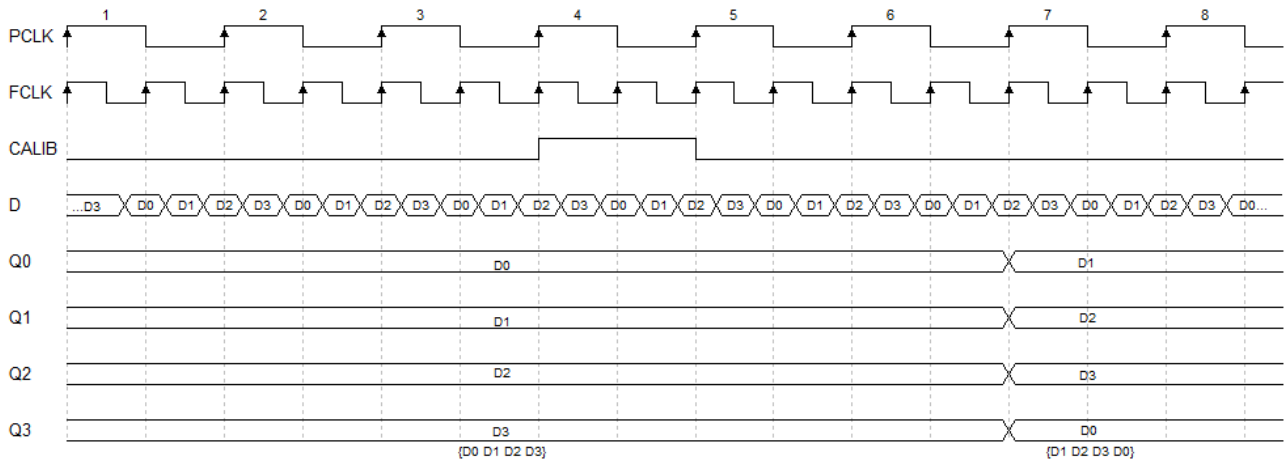 1 2 3 4 5 6 7 8
PCLK
FCLK
CALIB
D ...D3 D0 D1 D2 D3 D0 D1 D2 D3 D0 D1 D2 D3 D0 D1 D2 D3 D0 D1 D2 D3 D0 D1 D2 D3 D0 D1 D2 D3 D0...
Q0 D0 D1
Q1 D1 D2
Q2 D2 D3
Q3 D3 D0
{D0 D1 D2 D3} {D1 D2 D3 D0}